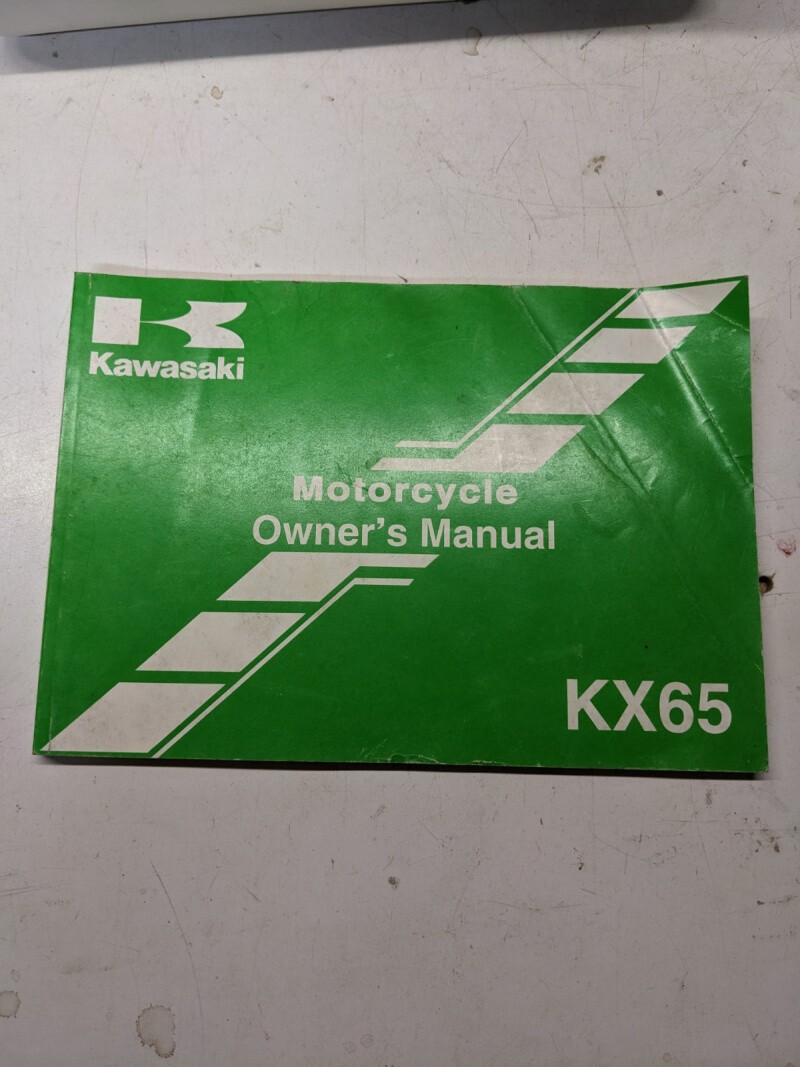 Kawasaki
Motorcycle
Owner's Manual
KX65